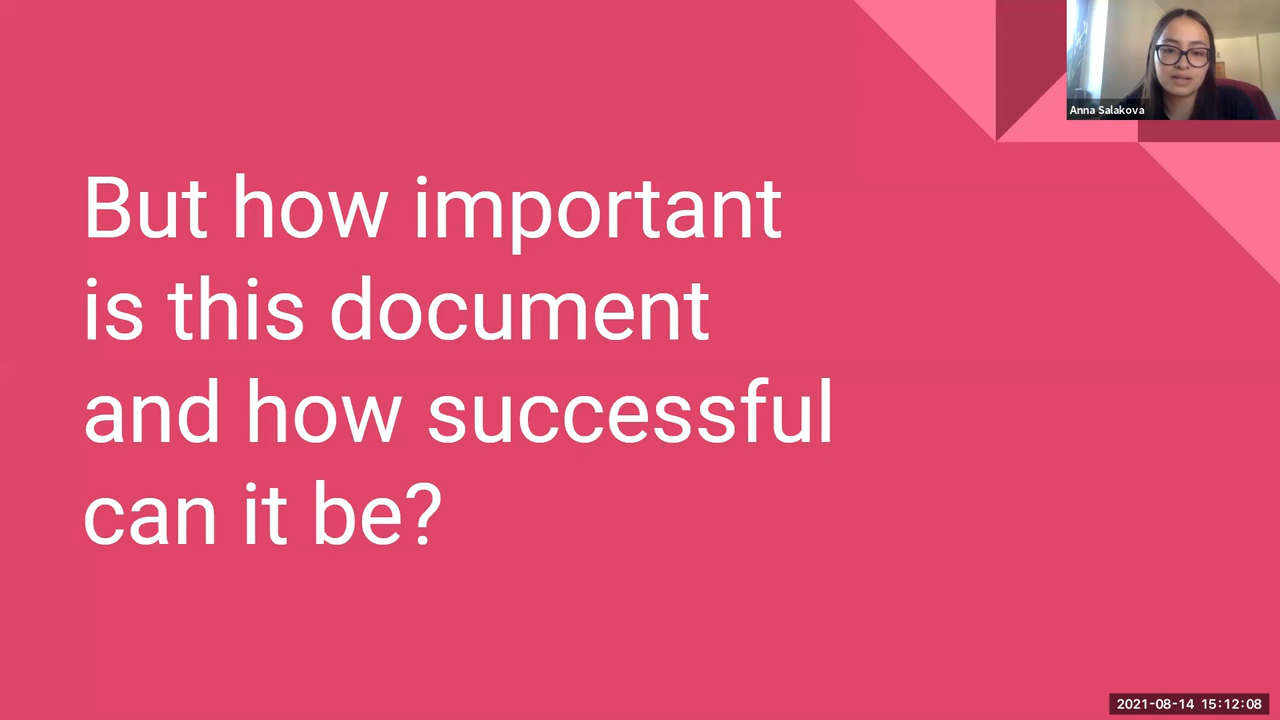 Anna Salakova
But how important
is this document
and how successful
can it be?
2021-08-14 15:12:08